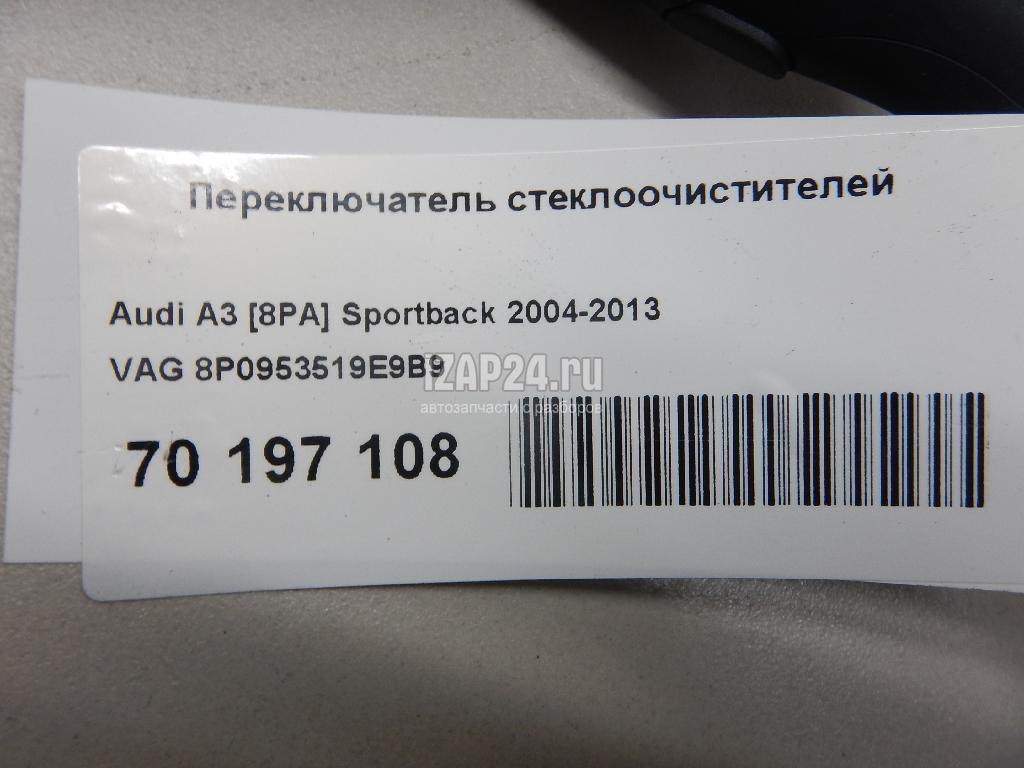 Переключатель стеклоочистителей
Audi A3 [8PA] Sportback 2004-2013
VAG 8P0953519E9B9
iZAP24.ru
автозапчасти с разборов
70 197 108